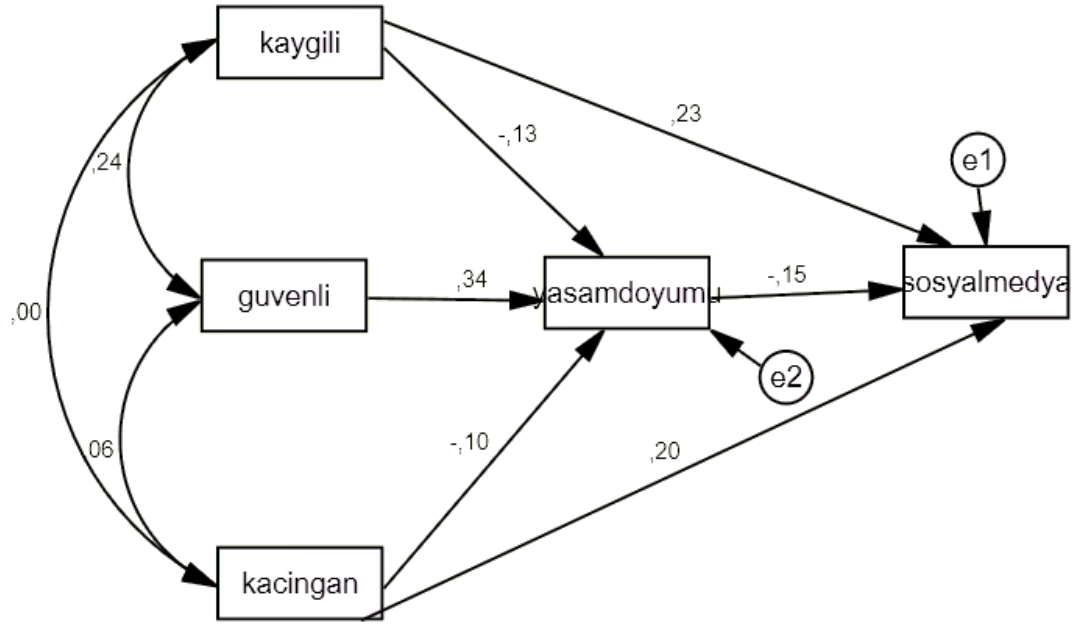 kaygili
,23
-,13
e1
,24
guvenli
,34
yasamdoyumu
-,15
sosyalmedya
,00
e2
06
-,10
,20
kacingan